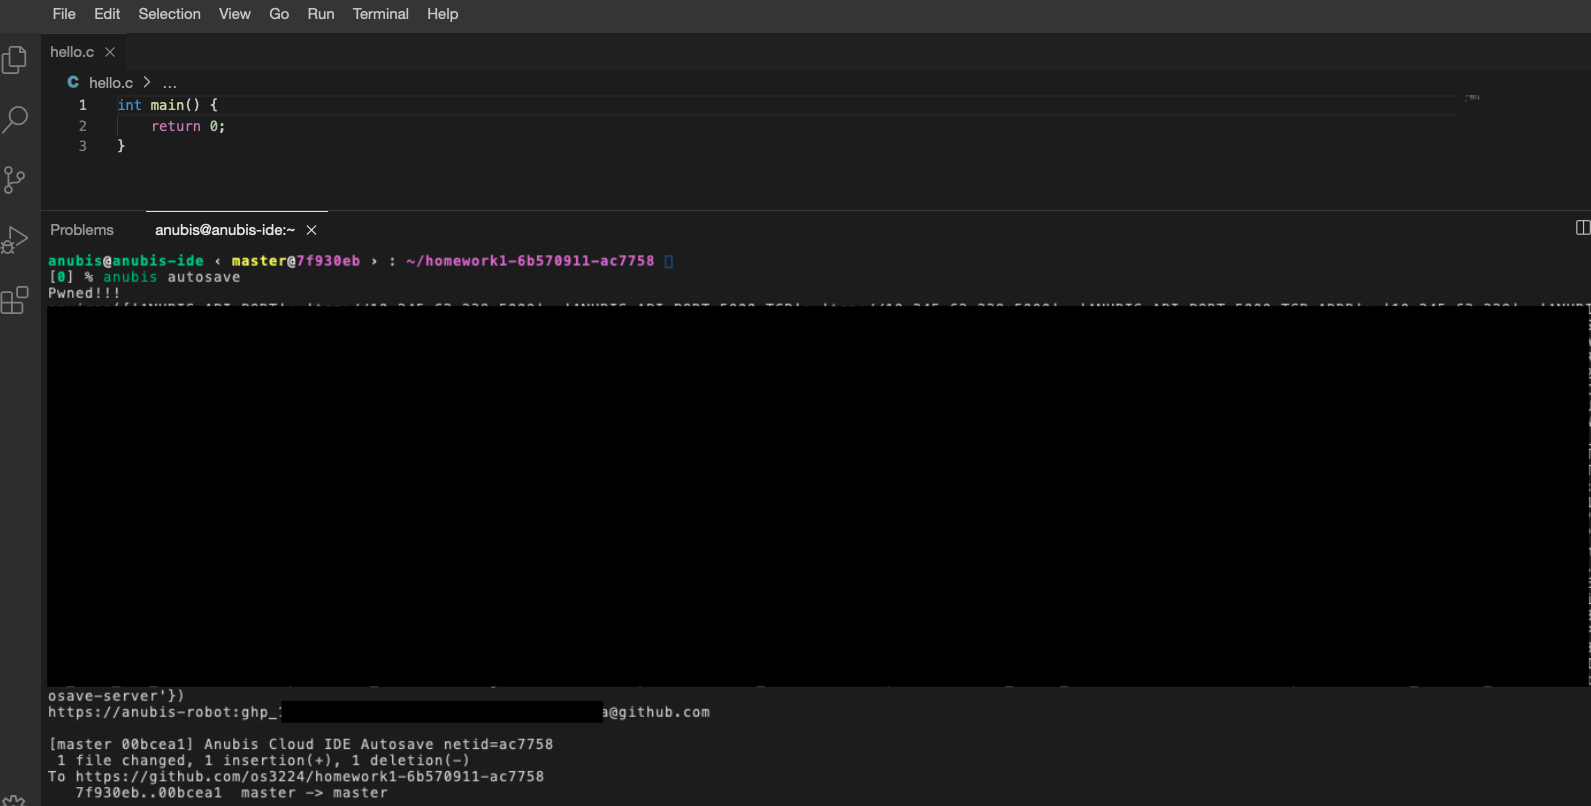 File Edit Selection View Go Run Terminal Help
hello.c
hello.c > ...
1 int main() {
2 return 0;
3 }
Problems anubis@anubis-ide:~
anubis@anubis-ide ‹ master@7f930eb › : ~/homework1-6b570911-ac7758
[0] % anubis autosave
Pwned!!!
osave-server'})
https://anubis-robot:ghp_ a@github.com
[master 00bcea1] Anubis Cloud IDE Autosave netid=ac7758
1 file changed, 1 insertion(+), 1 deletion(-)
To https://github.com/os3224/homework1-6b570911-ac7758
7f930eb..00bcea1 master -> master